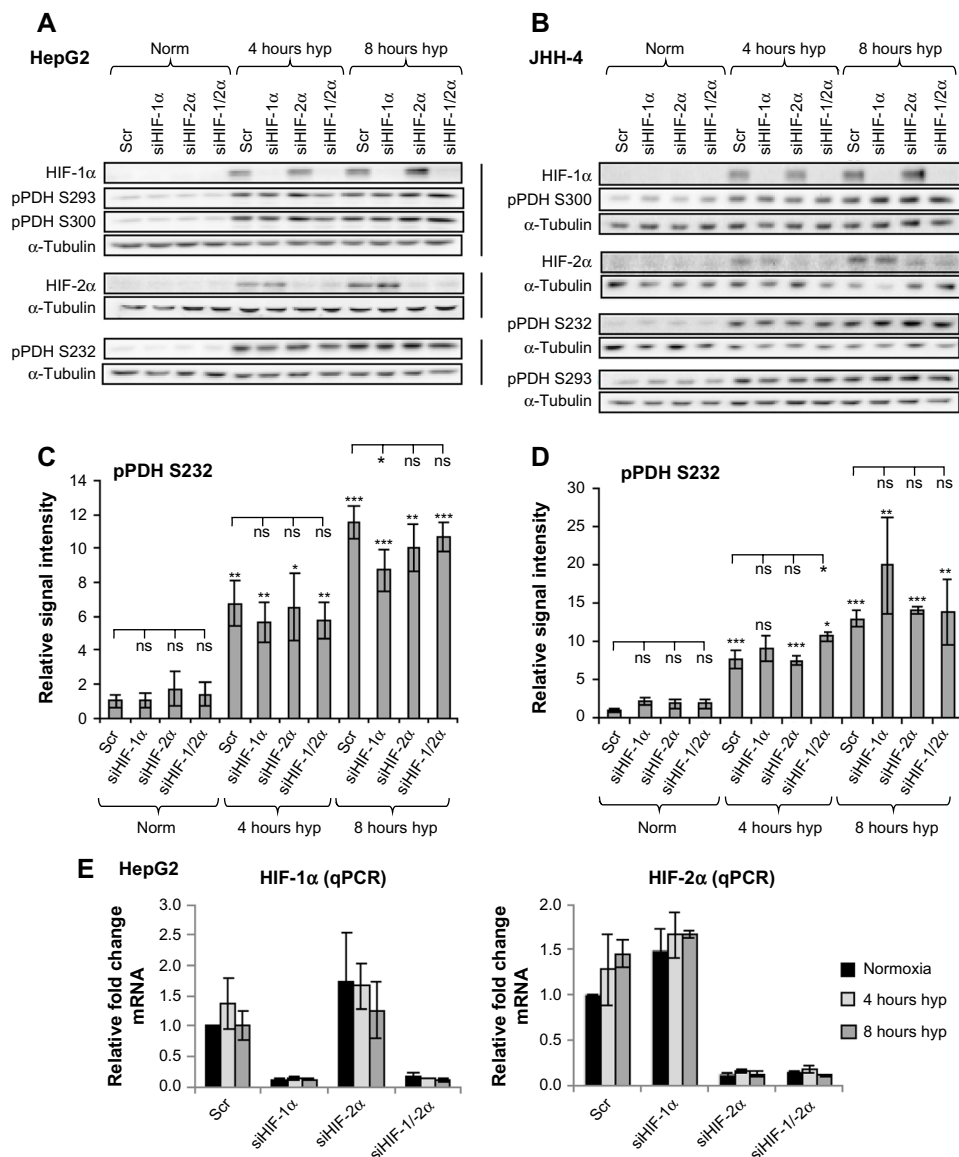 A
HepG2
Norm
4 hours hyp
8 hours hyp
Scr
siHIF-1α
siHIF-2α
siHIF-1/2α
Scr
siHIF-1α
siHIF-2α
siHIF-1/2α
Scr
siHIF-1α
siHIF-2α
siHIF-1/2α
HIF-1α
pPDH S293
pPDH S300
α-Tubulin
HIF-2α
α-Tubulin
pPDH S232
α-Tubulin
B
JHH-4
Norm
4 hours hyp
8 hours hyp
Scr
siHIF-1α
siHIF-2α
siHIF-1/2α
Scr
siHIF-1α
siHIF-2α
siHIF-1/2α
Scr
siHIF-1α
siHIF-2α
siHIF-1/2α
HIF-1α
pPDH S300
α-Tubulin
HIF-2α
α-Tubulin
pPDH S232
α-Tubulin
pPDH S293
α-Tubulin
C
pPDH S232
Relative signal intensity
14
12
10
8
6
4
2
0
ns ns ns
ns ns ns
** ** * **
* ns ns
*** *** ** ***
Scr
siHIF-1α
siHIF-2α
siHIF-1/2α
Scr
siHIF-1α
siHIF-2α
siHIF-1/2α
Scr
siHIF-1α
siHIF-2α
siHIF-1/2α
Norm
4 hours hyp
8 hours hyp
D
pPDH S232
Relative signal intensity
30
25
20
15
10
5
0
ns ns ns
ns ns *
*** ns *** *
ns ns ns
*** ** *** **
Scr
siHIF-1α
siHIF-2α
siHIF-1/2α
Scr
siHIF-1α
siHIF-2α
siHIF-1/2α
Scr
siHIF-1α
siHIF-2α
siHIF-1/2α
Norm
4 hours hyp
8 hours hyp
E
HepG2
HIF-1α (qPCR)
Relative fold change
mRNA
3.0
2.5
2.0
1.5
1.0
0.5
0.0
Scr
siHIF-1α
siHIF-2α
siHIF-1/-2α
HIF-2α (qPCR)
Relative fold change
mRNA
2.0
1.5
1.0
0.5
0.0
Scr
siHIF-1α
siHIF-2α
siHIF-1/-2α
Normoxia
4 hours hyp
8 hours hyp